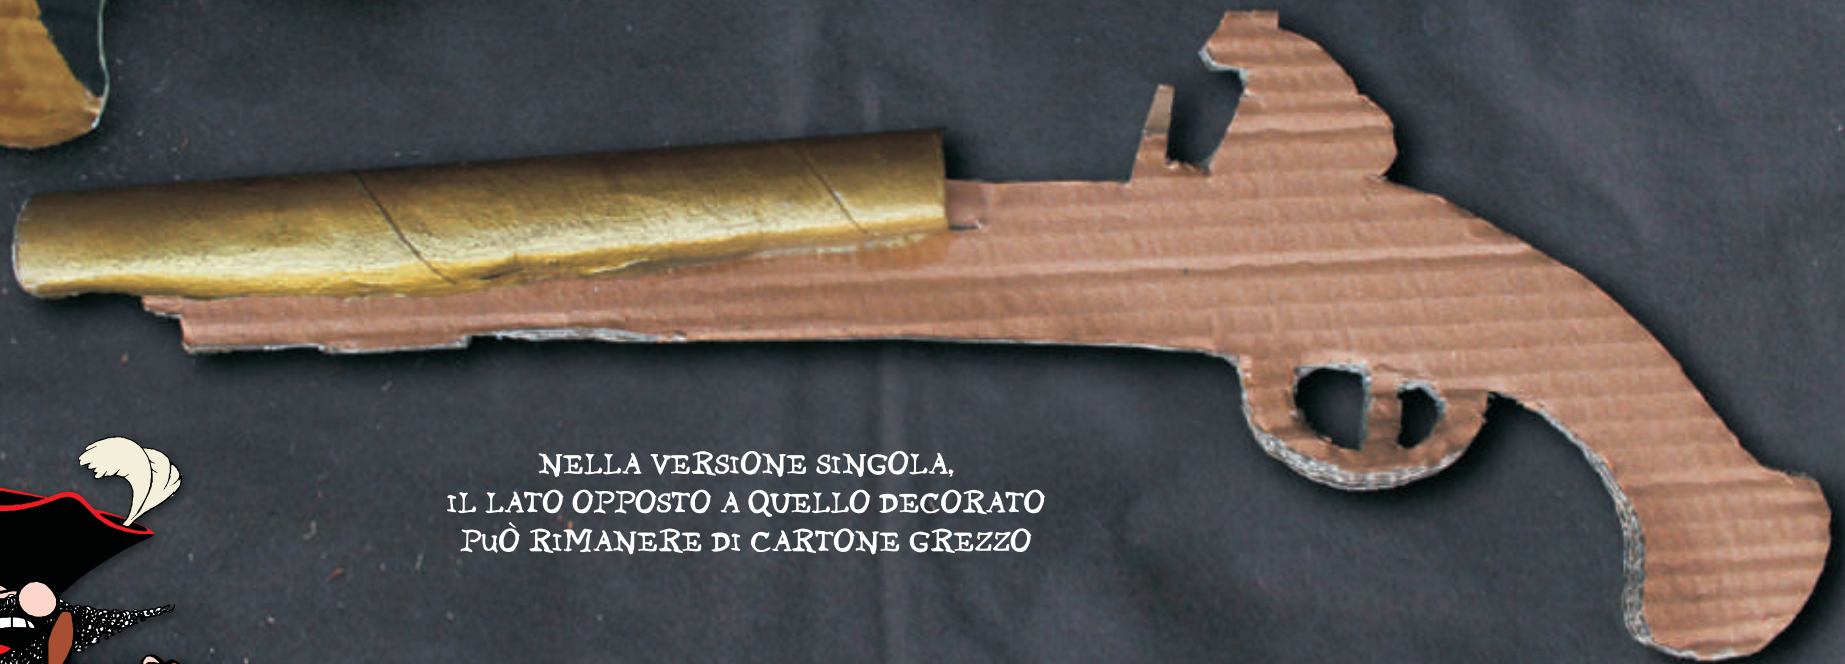 NELLA VERSIONE SINGOLA,
IL LATO OPPOSTO A QUELLO DECORATO
PUÒ RIMANERE DI CARTONE GREZZO